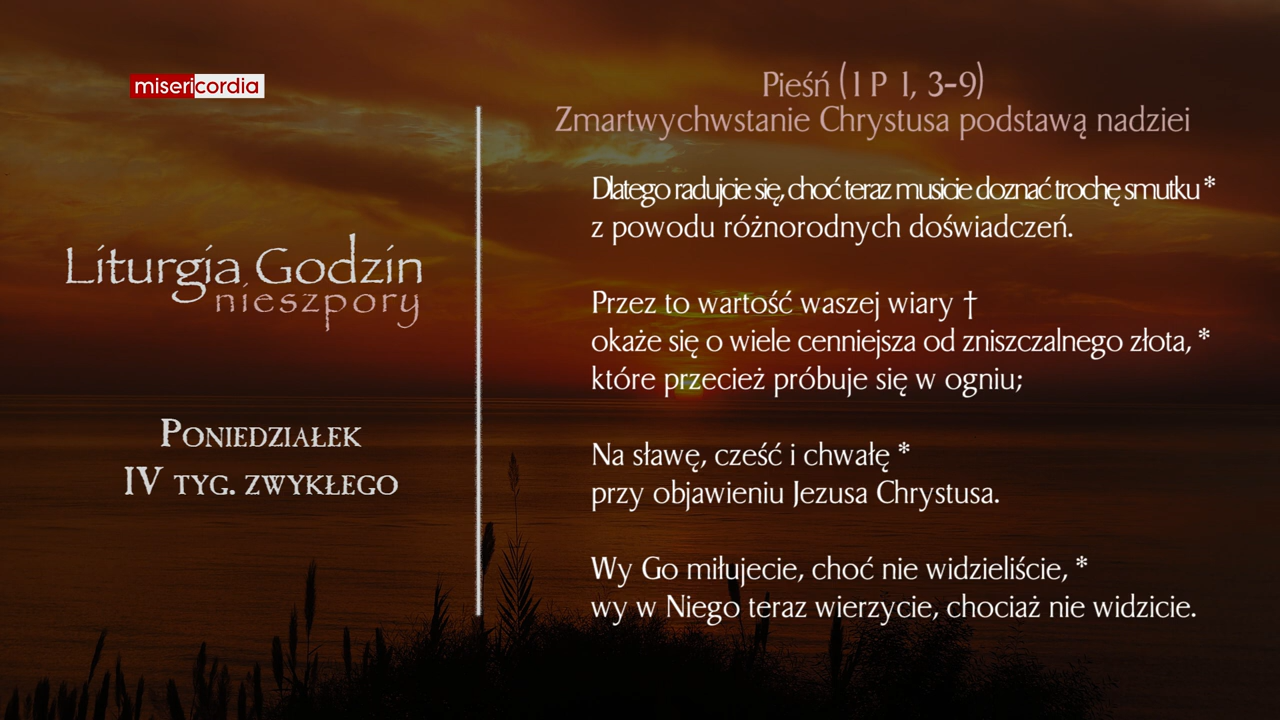 misericordia
Liturgia Godzin
nieszpory
Poniedziałek
IV tyg. zwykłego
Pieśń (1 P 1, 3-9)
Zmartwychwstanie Chrystusa podstawą nadziei
Dlatego radujcie się, choć teraz musicie doznać trochę smutku *
z powodu różnorodnych doświadczeń.
Przez to wartość waszej wiary †
okaże się o wiele cenniejsza od zniszczalnego złota, *
które przecież próbuje się w ogniu;
Na sławę, cześć i chwałę *
przy objawieniu Jezusa Chrystusa.
Wy Go miłujecie, choć nie widzieliście, *
wy w Niego teraz wierzycie, chociaż nie widzicie.